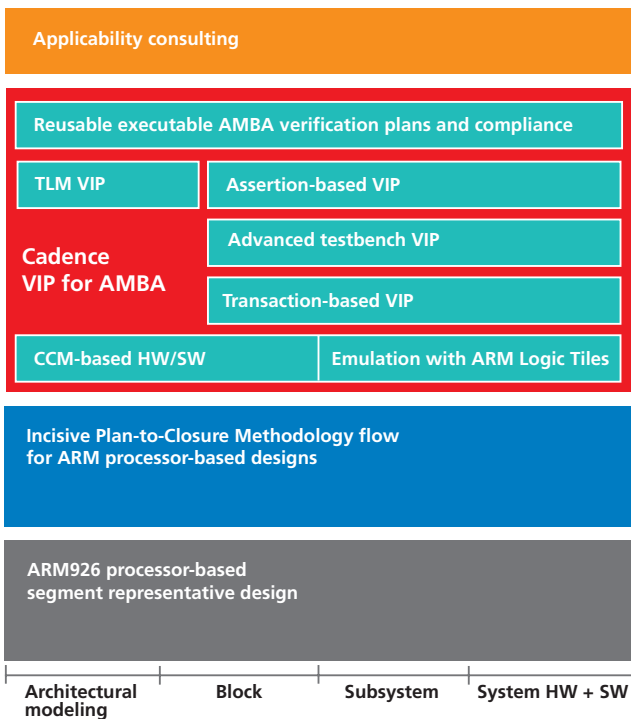 Applicability consulting
Reusable executable AMBA verification plans and compliance
TLM VIP
Assertion-based VIP
Advanced testbench VIP
Cadence
VIP for AMBA
Transaction-based VIP
CCM-based HW/SW
Emulation with ARM Logic Tiles
Incisive Plan-to-Closure Methodology flow
for ARM processor-based designs
ARM926 processor-based
segment representative design
Architectural
modeling
Block
Subsystem
System HW + SW